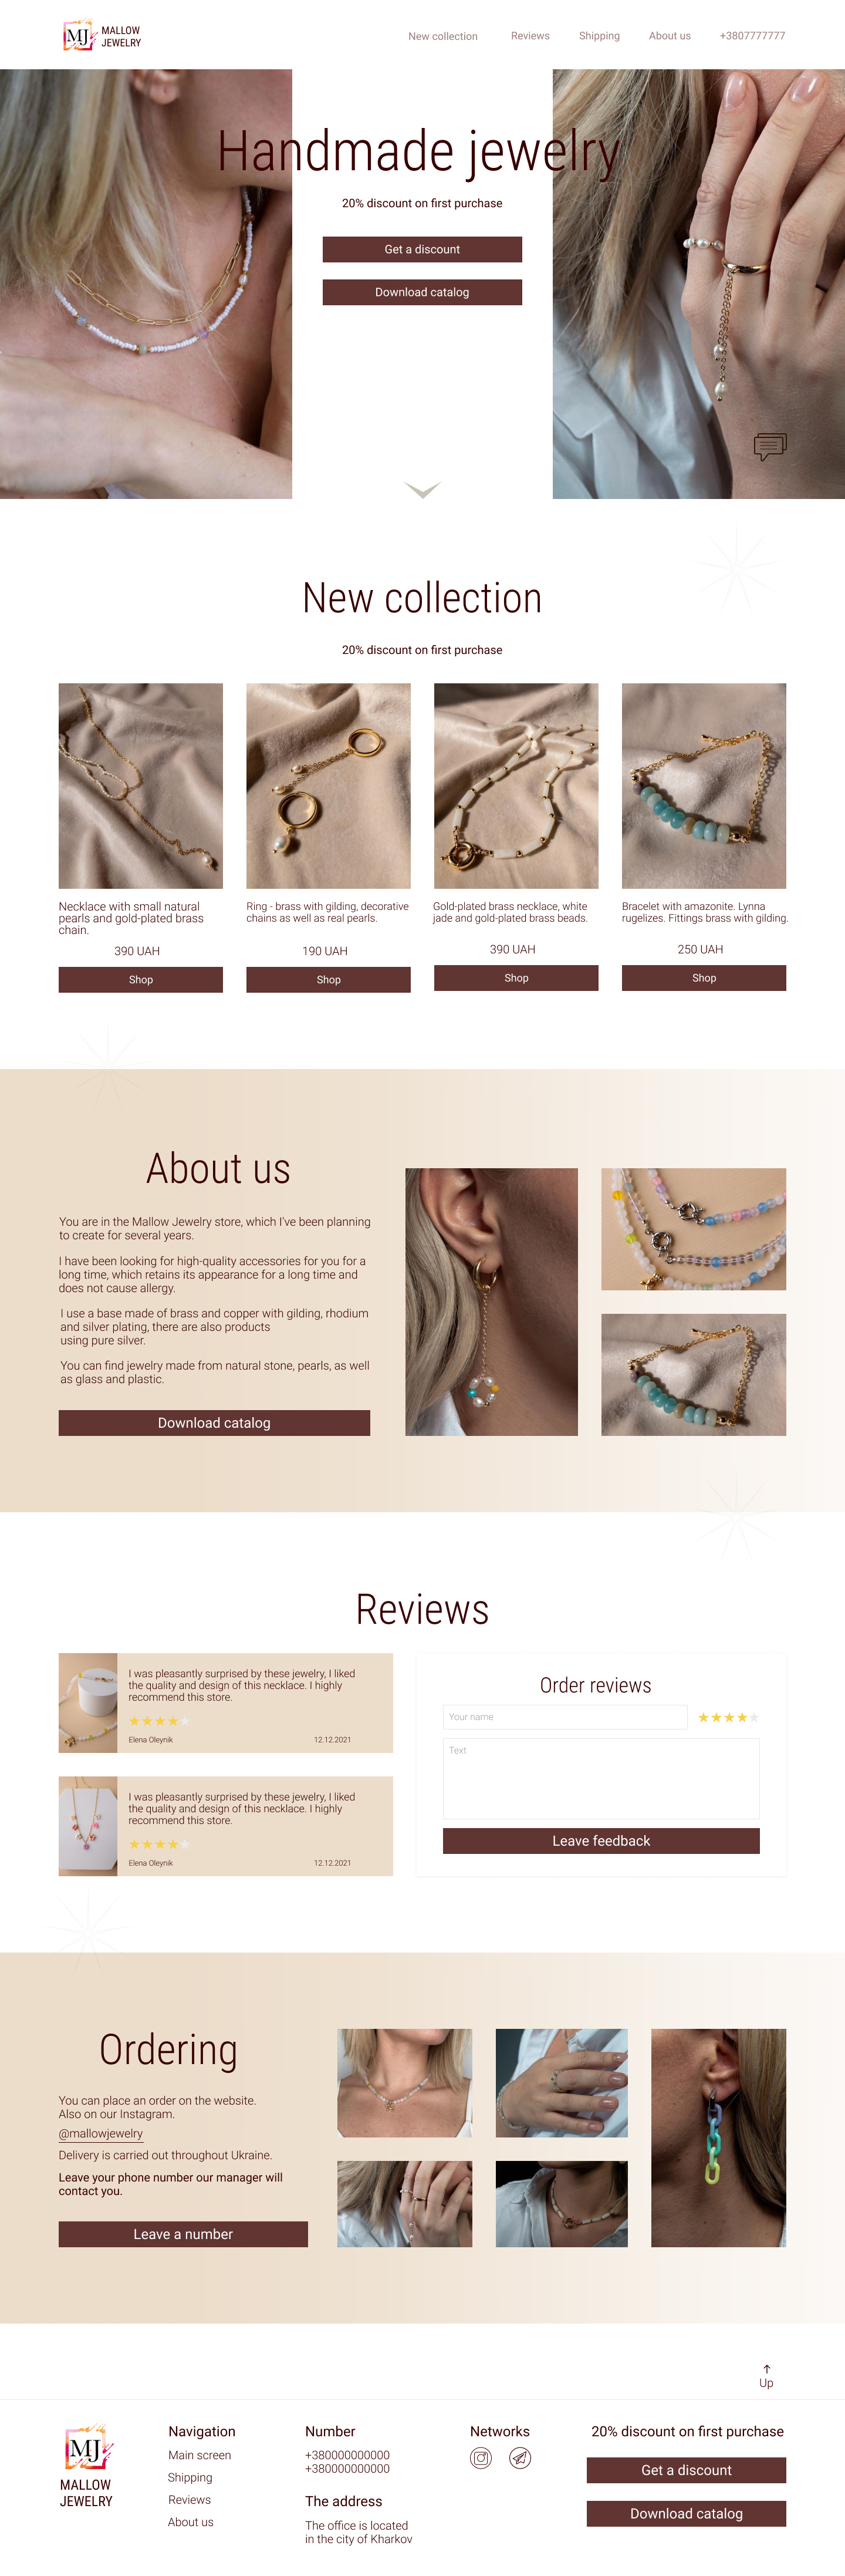 MJ
MALLOW
JEWELRY
New collection
Reviews
Shipping
About us
+3807777777
Handmade jewelry
20% discount on first purchase
Get a discount
Download catalog
New collection
20% discount on first purchase
Necklace with small natural
pearls and gold-plated brass
chain.
390 UAH
Shop
Ring - brass with gilding, decorative
chains as well as real pearls.
190 UAH
Shop
Gold-plated brass necklace, white
jade and gold-plated brass beads.
390 UAH
Shop
Bracelet with amazonite. Lynna
rugelizes. Fittings brass with gilding.
250 UAH
Shop
About us
You are in the Mallow Jewelry store, which I've been planning
to create for several years.
I have been looking for high-quality accessories for you for a
long time, which retains its appearance for a long time and
does not cause allergy.
I use a base made of brass and copper with gilding, rhodium
and silver plating, there are also products
using pure silver.
You can find jewelry made from natural stone, pearls, as well
as glass and plastic.
Download catalog
Reviews
I was pleasantly surprised by these jewelry, I liked
the quality and design of this necklace. I highly
recommend this store.
Elena Oleynik
12.12.2021
I was pleasantly surprised by these jewelry, I liked
the quality and design of this necklace. I highly
recommend this store.
Elena Oleynik
12.12.2021
Order reviews
Your name
Text
Leave feedback
Ordering
You can place an order on the website.
Also on our Instagram.
@mallowjewelry
Delivery is carried out throughout Ukraine.
Leave your phone number our manager will
contact you.
Leave a number
Up
MJ
MALLOW
JEWELRY
Navigation
Main screen
Shipping
Reviews
About us
Number
+380000000000
+380000000000
The address
The office is located
in the city of Kharkov
Networks
20% discount on first purchase
Get a discount
Download catalog